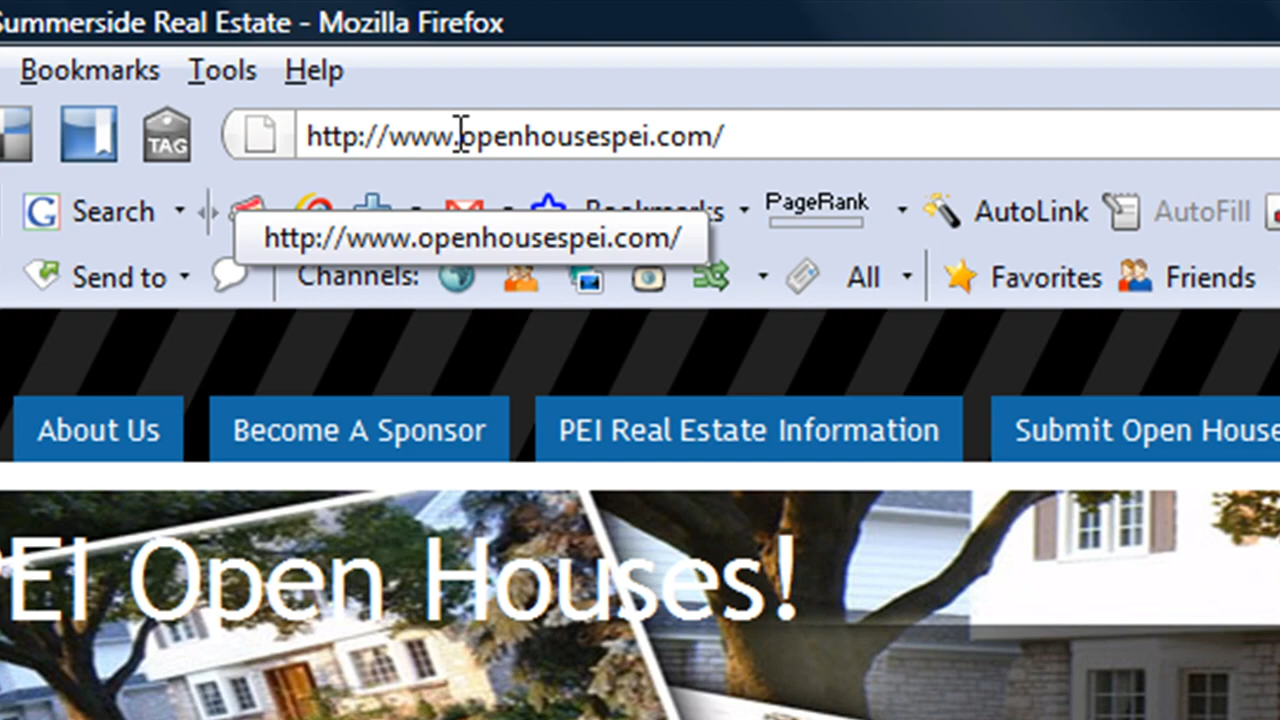 Summerside Real Estate - Mozilla Firefox
Bookmarks Tools Help
TAG http://www.openhousespei.com/
G Search Bookmarks PageRank AutoLink AutoFill
http://www.openhousespei.com/
Send to Channels: All Favorites Friends
About Us Become A Sponsor PEI Real Estate Information Submit Open House
PEI Open Houses!